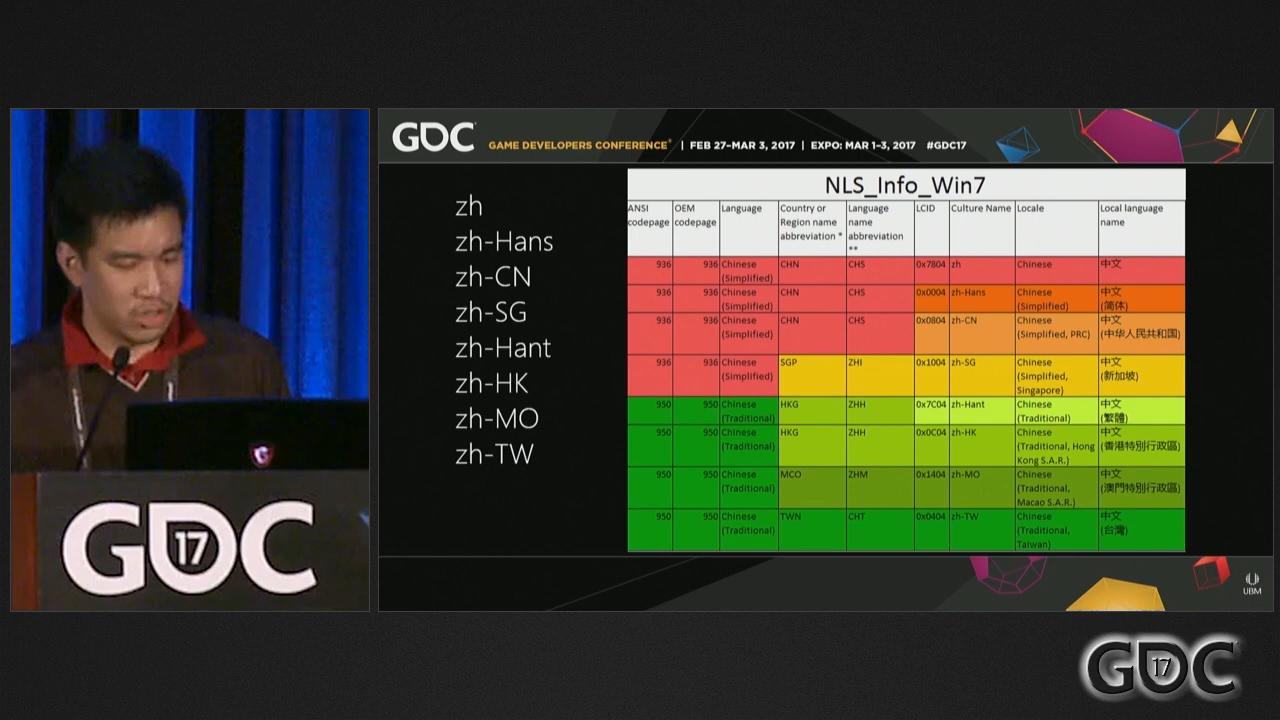 GDC
GAME DEVELOPERS CONFERENCE® | FEB 27–MAR 3, 2017 | EXPO: MAR 1–3, 2017 #GDC17
zh
zh-Hans
zh-CN
zh-SG
zh-Hant
zh-HK
zh-MO
zh-TW
NLS_Info_Win7
ANSI codepage OEM codepage Language Country or Region name abbreviation * Language name abbreviation ** LCID Culture Name Locale Local language name
936 936 Chinese (Simplified) CHN CHS 0x7804 zh Chinese 中文
936 936 Chinese (Simplified) CHN CHS 0x0004 zh-Hans Chinese (Simplified) 中文 (简体)
936 936 Chinese (Simplified) CHN CHS 0x0804 zh-CN Chinese (Simplified, PRC) 中文 (中华人民共和国)
936 936 Chinese (Simplified) SGP ZHI 0x1004 zh-SG Chinese (Simplified, Singapore) 中文 (新加坡)
950 950 Chinese (Traditional) HKG ZHH 0x7C04 zh-Hant Chinese (Traditional) 中文 (繁體)
950 950 Chinese (Traditional) HKG ZHH 0x0C04 zh-HK Chinese (Traditional, Hong Kong S.A.R.) 中文 (香港特別行政區)
950 950 Chinese (Traditional) MCO ZHM 0x1404 zh-MO Chinese (Traditional, Macao S.A.R.) 中文 (澳門特別行政區)
950 950 Chinese (Traditional) TWN CHT 0x0404 zh-TW Chinese (Traditional, Taiwan) 中文 (台灣)
UBM
GDC 17
GDC 17